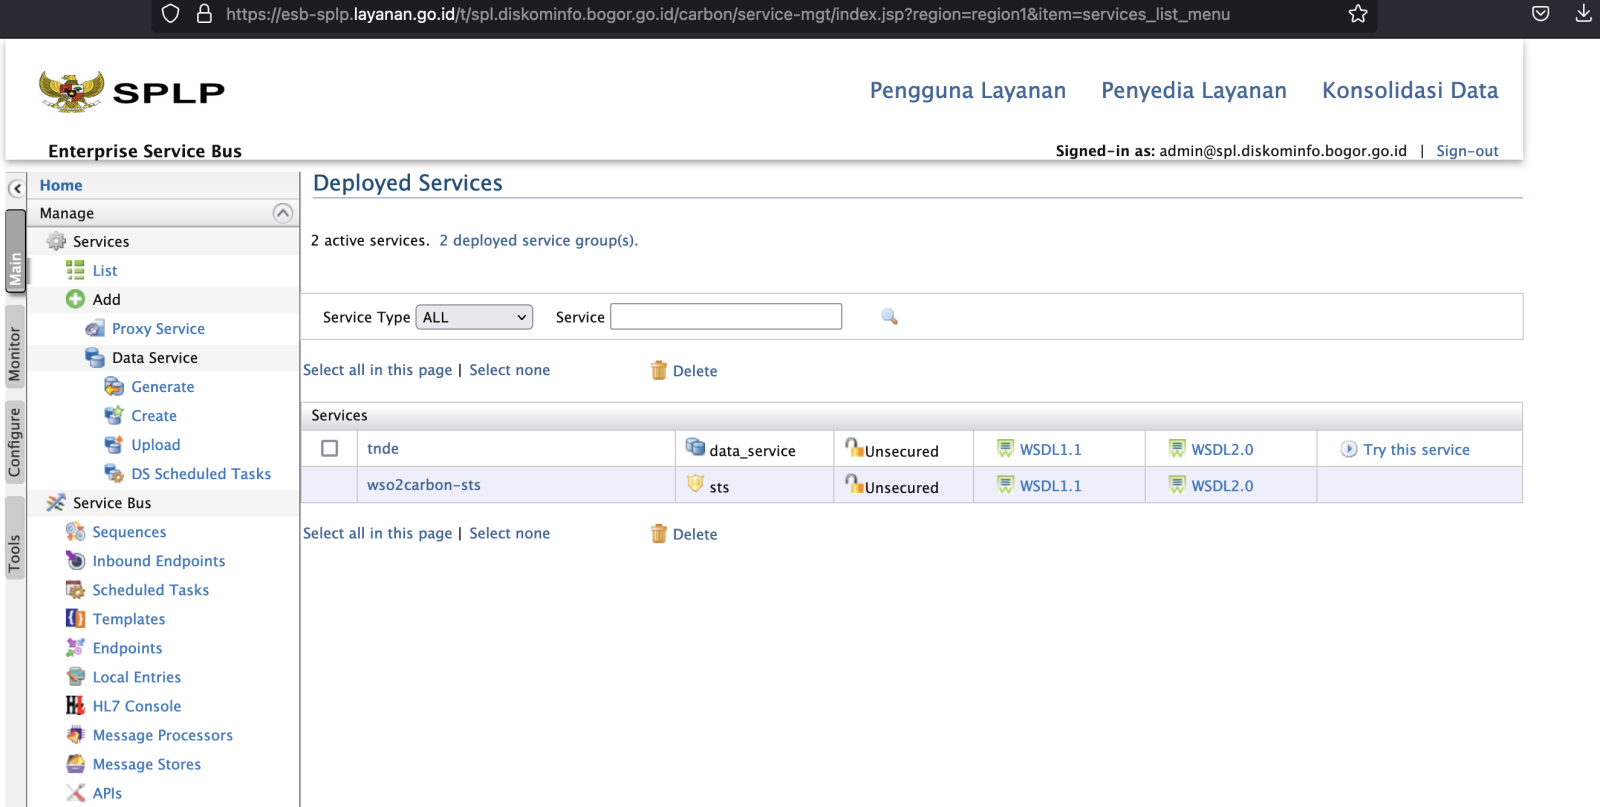 https://esb-splp.layanan.go.id/t/spl.diskominfo.bogor.go.id/carbon/service-mgt/index.jsp?region=region1&item=services_list_menu
SPLP
Pengguna Layanan Penyedia Layanan Konsolidasi Data
Enterprise Service Bus
Signed-in as: admin@spl.diskominfo.bogor.go.id | Sign-out
Main
Monitor
Configure
Tools
Home
Manage
Services
List
Add
Proxy Service
Data Service
Generate
Create
Upload
DS Scheduled Tasks
Service Bus
Sequences
Inbound Endpoints
Scheduled Tasks
Templates
Endpoints
Local Entries
HL7 Console
Message Processors
Message Stores
APIs
Deployed Services
2 active services. 2 deployed service group(s).
Service Type ALL Service
Select all in this page | Select none Delete
Services
tnde data_service Unsecured WSDL1.1 WSDL2.0 Try this service
wso2carbon-sts sts Unsecured WSDL1.1 WSDL2.0
Select all in this page | Select none Delete